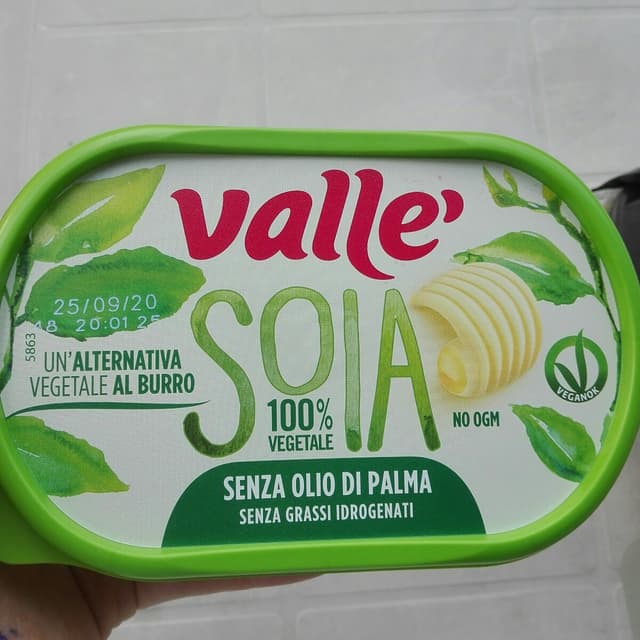 Valle'
SOIA
25/09/20
48 20:01 25
5863
UN'ALTERNATIVA
VEGETALE AL BURRO
100%
VEGETALE
NO OGM
VEGANOK
SENZA OLIO DI PALMA
SENZA GRASSI IDROGENATI